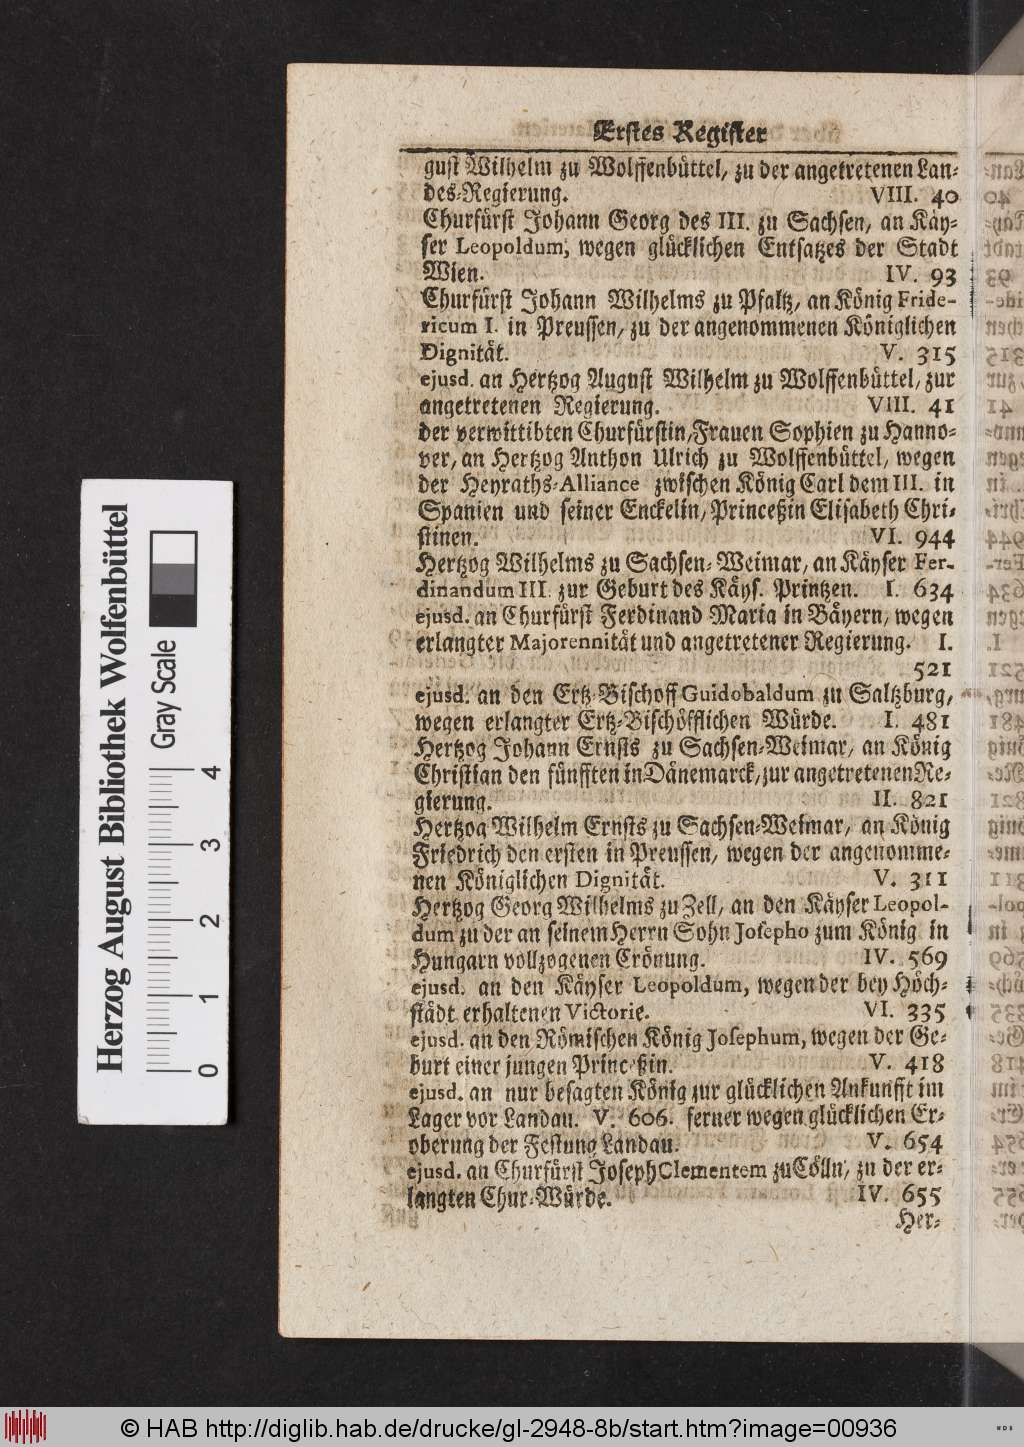 Erstes Register
gust Wilhelm zu Wolffenbüttel, zu der angetretenen Lan-
des-Regierung. VIII. 40
Churfürst Johann Georg des III. zu Sachsen, an Käy-
ser Leopoldum, wegen glücklichen Entsatzes der Stadt
Wien. IV. 93
Churfürst Johann Wilhelms zu Pfaltz, an König Fride-
ricum I. in Preussen, zu der angenommenen Königlichen
Dignität. V. 315
ejusd. an Hertzog August Wilhelm zu Wolffenbüttel, zur
angetretenen Regierung. VIII. 41
der verwittibten Churfürstin, Frauen Sophien zu Hanno-
ver, an Hertzog Anthon Ulrich zu Wolffenbüttel, wegen
der Heyraths-Alliance zwischen König Carl dem III. in
Spanien und seiner Enckelin, Princeßin Elisabeth Chri-
stinen. VI. 944
Hertzog Wilhelms zu Sachsen-Weimar, an Käyser Fer-
dinandum III. zur Geburt des Käys. Printzen. I. 634
ejusd. an Churfürst Ferdinand Maria in Bäyern, wegen
erlangter Majorennität und angetretener Regierung. I.
521
ejusd. an den Ertz-Bischoff Guidobaldum zu Saltzburg,
wegen erlangter Ertz-Bischöfflichen Würde. I. 481
Hertzog Johann Ernsts zu Sachsen-Weimar, an König
Christian den fünfften in Dänemarck, zur angetretenen Re-
gierung. II. 821
Hertzog Wilhelm Ernsts zu Sachsen-Weimar, an König
Friedrich den ersten in Preussen, wegen der angenomme-
nen Königlichen Dignität. V. 311
Hertzog Georg Wilhelms zu Zell, an den Käyser Leopol-
dum zu der an seinem Herrn Sohn Josepho zum König in
Hungarn vollzogenen Crönung. IV. 569
ejusd. an den Käyser Leopoldum, wegen der bey Höch-
städt erhaltenen Victorie. VI. 335
ejusd. an den Römischen König Josephum, wegen der Ge-
burt einer jungen Princeßin. V. 418
ejusd. an nur besagten König zur glücklichen Ankunfft im
Lager vor Landau. V. 606. ferner wegen glücklichen Er-
oberung der Festung Landau. V. 654
ejusd. an Churfürst Joseph Clementem zu Cölln, zu der er-
langten Chur-Würde. IV. 655
Her-
Herzog August Bibliothek Wolfenbüttel
Gray Scale
0 1 2 3 4
© HAB http://diglib.hab.de/drucke/gl-2948-8b/start.htm?image=00936